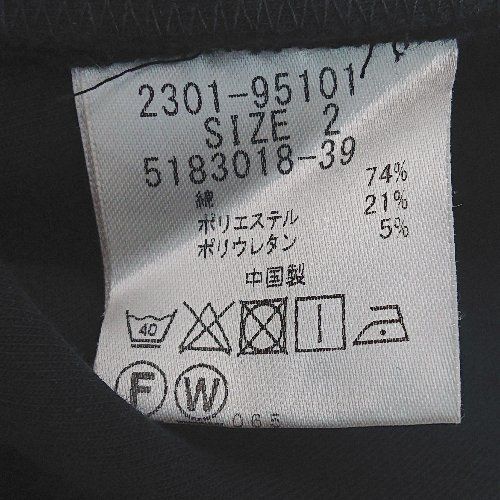 2301-95101
SIZE 2
5183018-39
綿 74%
ポリエステル 21%
ポリウレタン 5%
中国製
40
F W
065